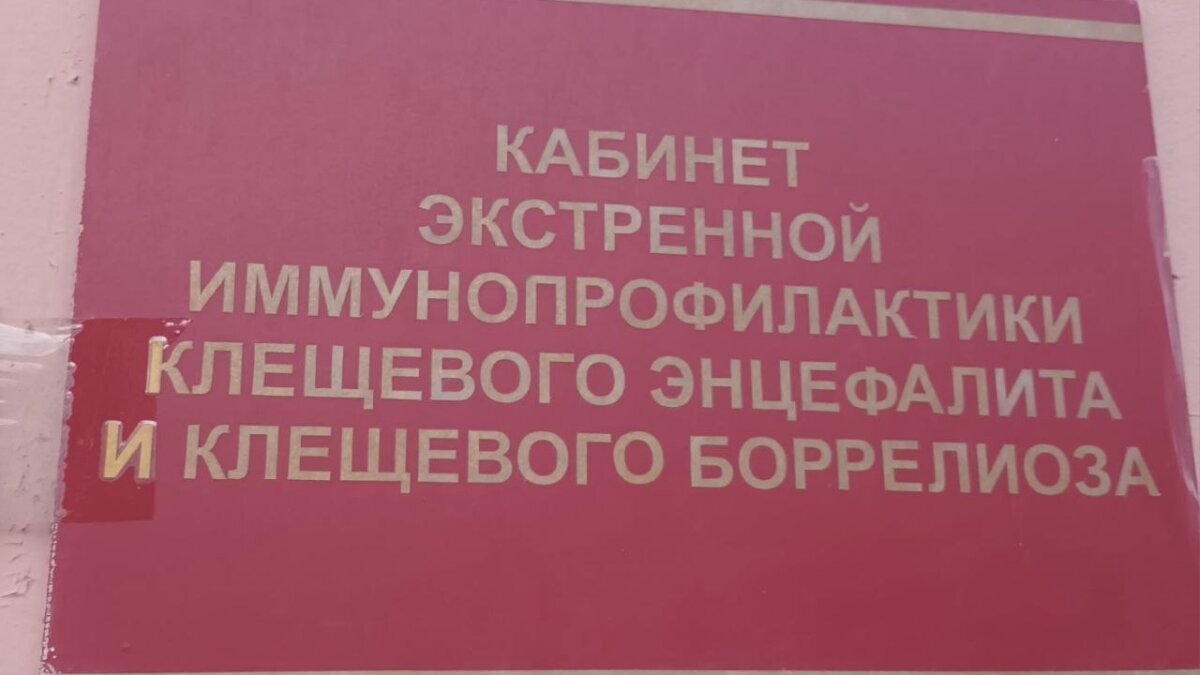 КАБИНЕТ
ЭКСТРЕННОЙ
ИММУНОПРОФИЛАКТИКИ
КЛЕЩЕВОГО ЭНЦЕФАЛИТА
И КЛЕЩЕВОГО БОРРЕЛИОЗА